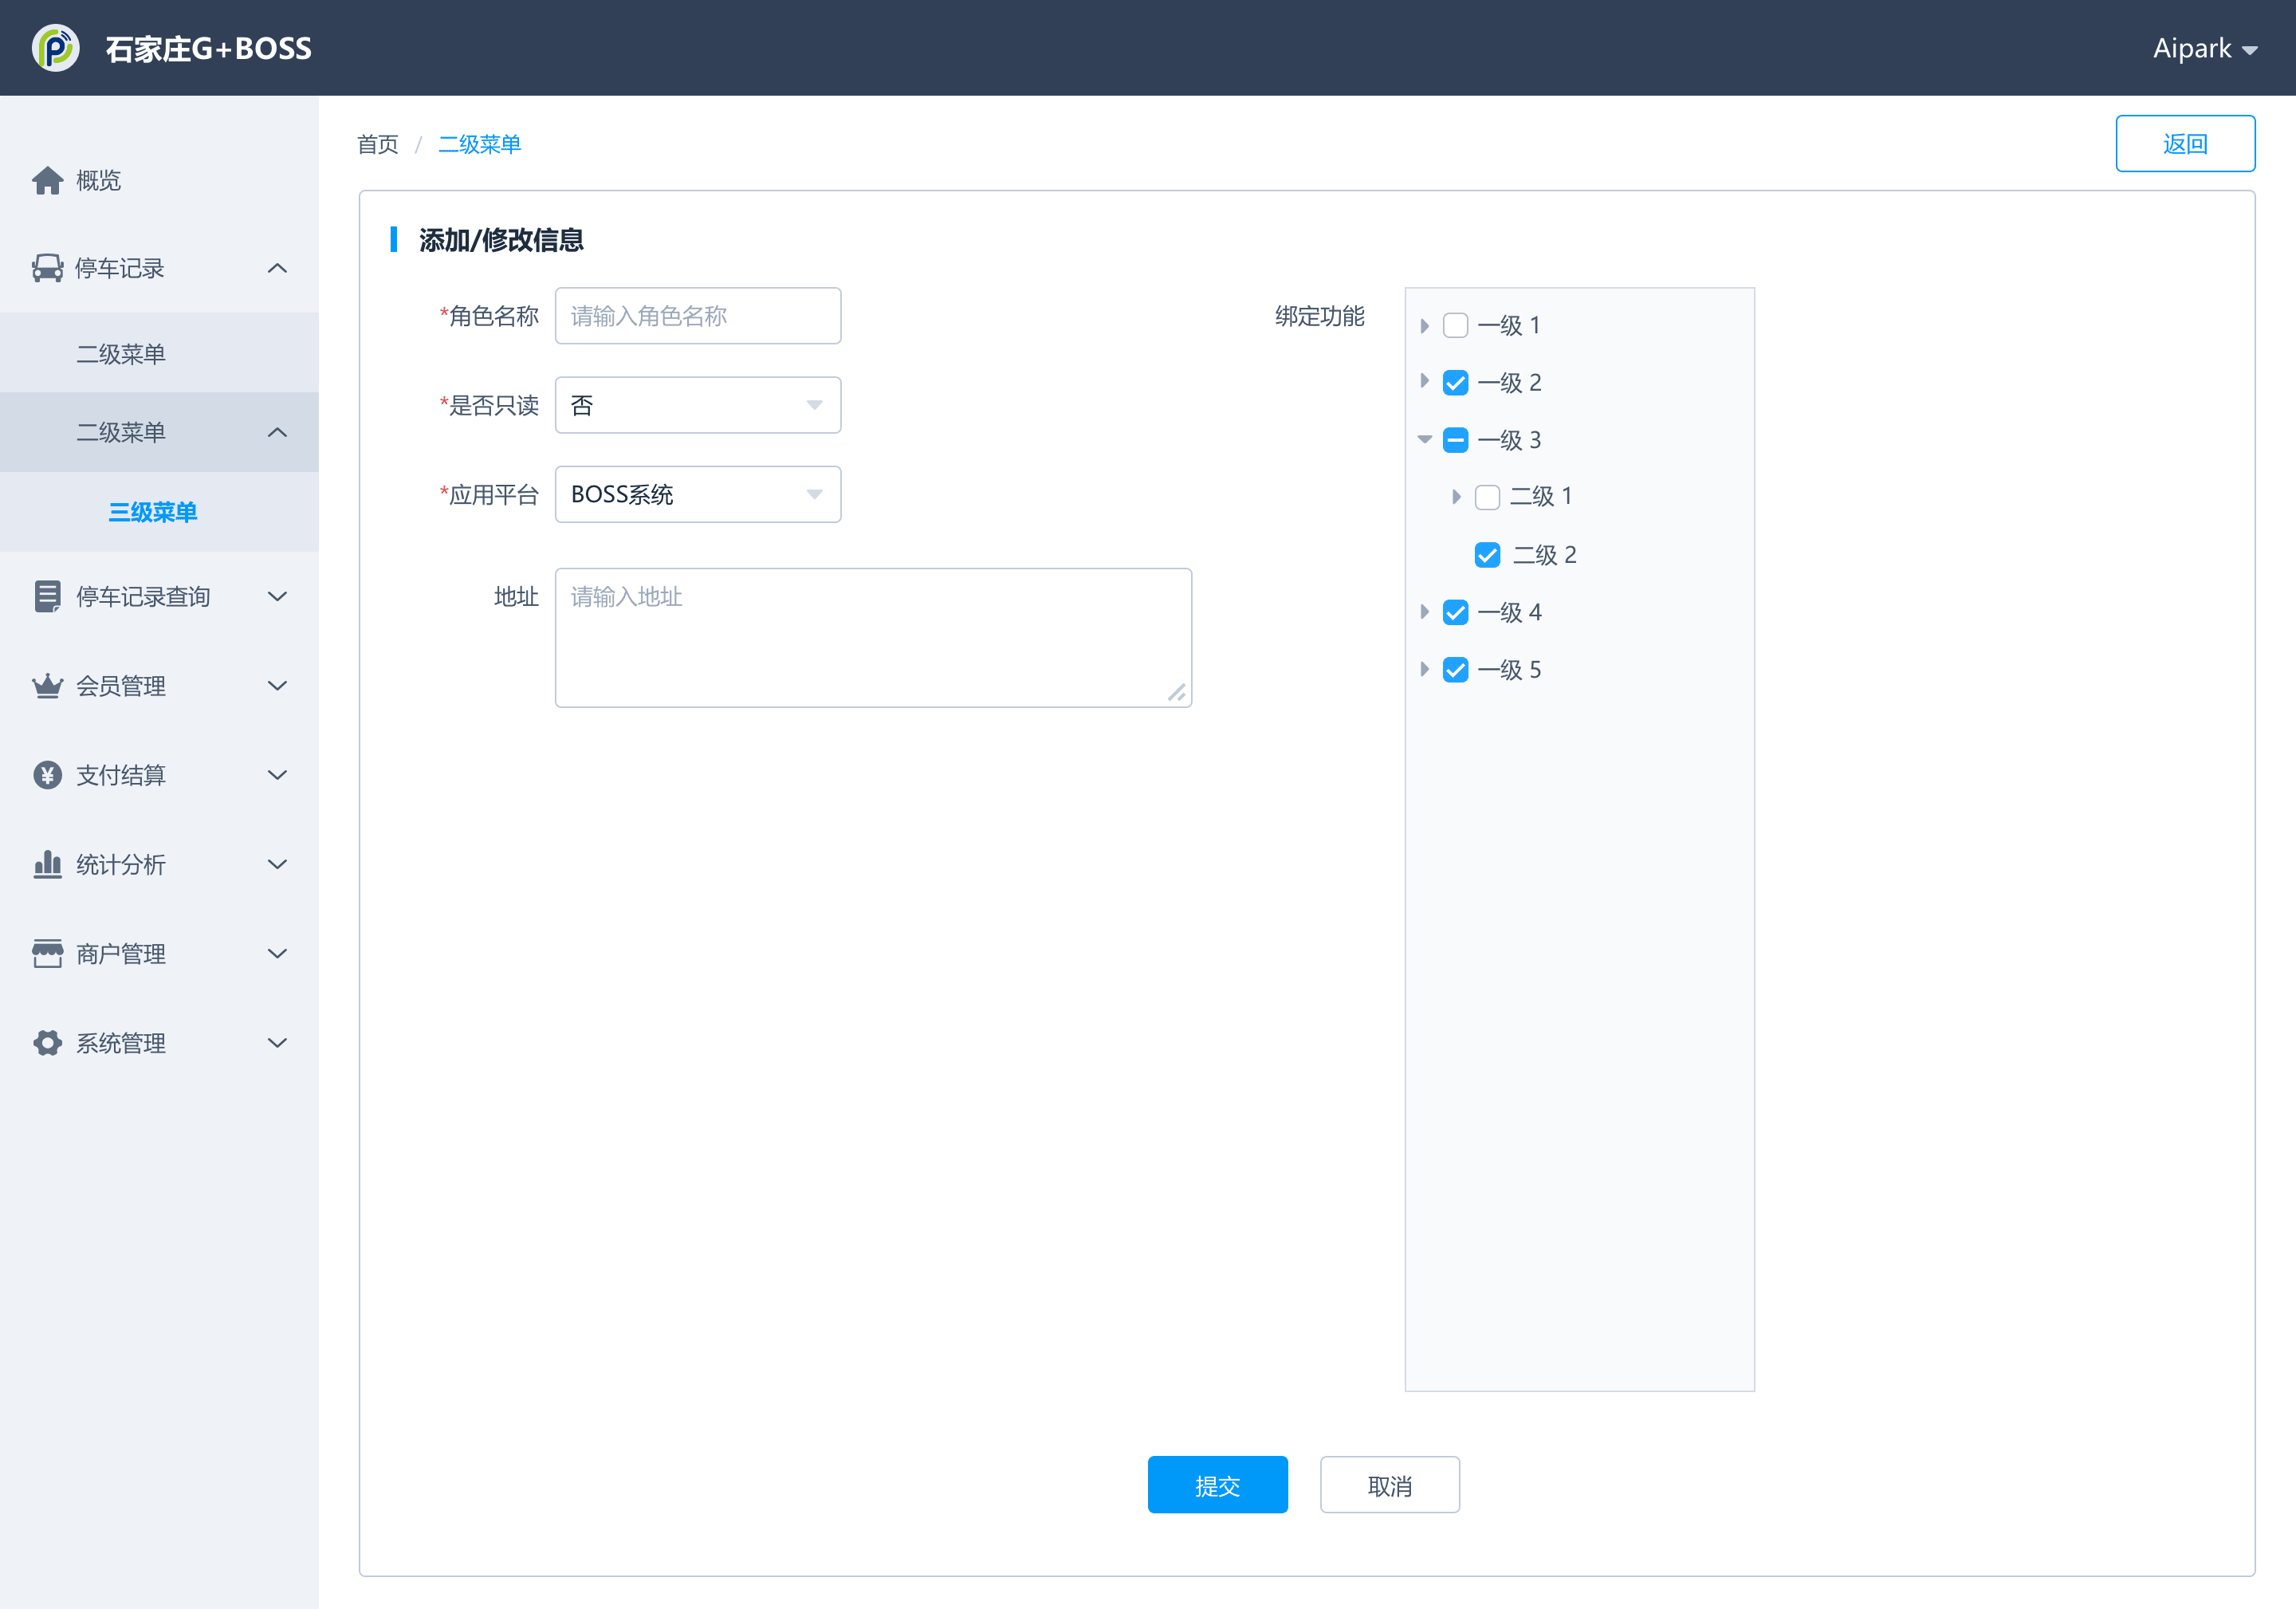 石家庄G+BOSS
Aipark
首页 / 二级菜单
返回
概览
停车记录
二级菜单
二级菜单
三级菜单
停车记录查询
会员管理
支付结算
统计分析
商户管理
系统管理
添加/修改信息
*角色名称 请输入角色名称
*是否只读 否
*应用平台 BOSS系统
地址 请输入地址
绑定功能
一级 1
一级 2
一级 3
二级 1
二级 2
一级 4
一级 5
提交
取消